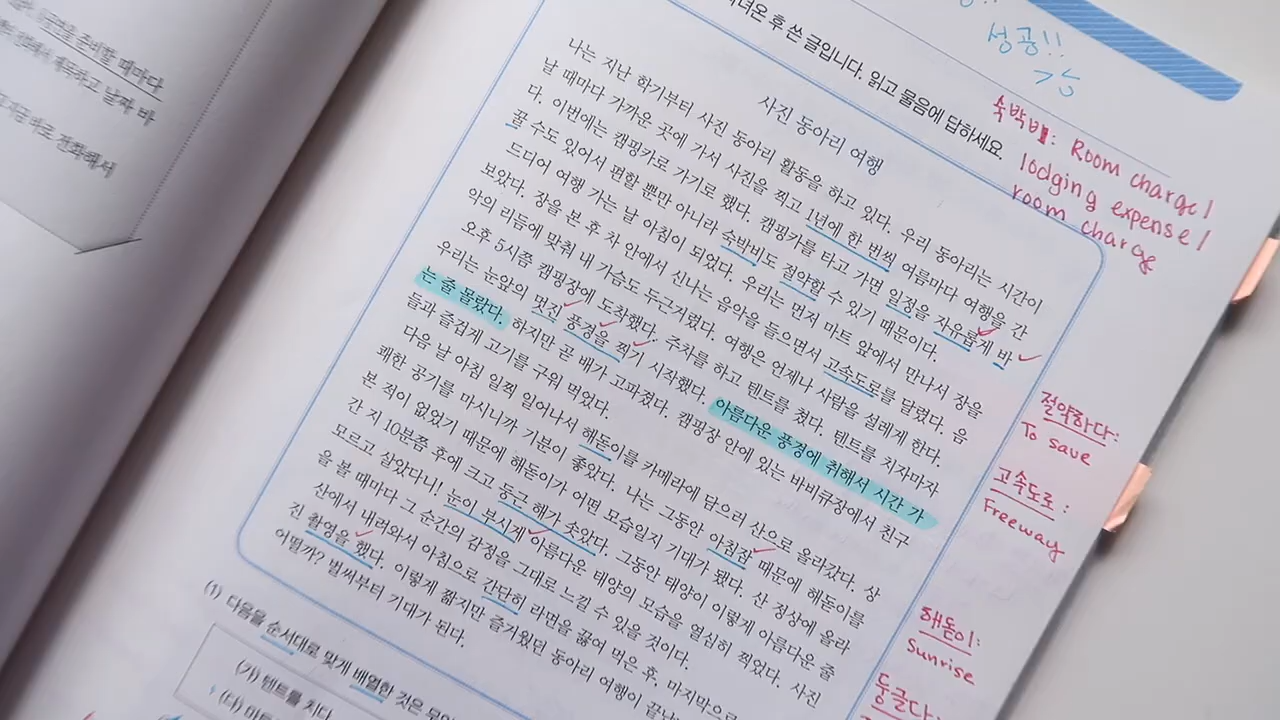 준비할 때마다
계속하고 날짜 바
바로 전화해서
성공!!
녀온 후 쓴 글입니다. 읽고 물음에 답하세요.
사진 동아리 여행
나는 지난 학기부터 사진 동아리 활동을 하고 있다. 우리 동아리는 시간이
날 때마다 가까운 곳에 가서 사진을 찍고 1년에 한 번씩 여름마다 여행을 간
다. 이번에는 캠핑카로 가기로 했다. 캠핑카를 타고 가면 일정을 자유롭게 바
꿀 수도 있어서 편할 뿐만 아니라 숙박비도 절약할 수 있기 때문이다.
드디어 여행 가는 날 아침이 되었다. 우리는 먼저 마트 앞에서 만나서 장을
보았다. 장을 본 후 차 안에서 신나는 음악을 들으면서 고속도로를 달렸다. 음
악의 리듬에 맞춰 내 가슴도 두근거렸다. 여행은 언제나 사람을 설레게 한다.
오후 5시쯤 캠핑장에 도착했다. 주차를 하고 텐트를 쳤다. 텐트를 치자마자
우리는 눈앞의 멋진 풍경을 찍기 시작했다. 아름다운 풍경에 취해서 시간 가
는 줄 몰랐다. 하지만 곧 배가 고파졌다. 캠핑장 안에 있는 바비큐장에서 친구
들과 즐겁게 고기를 구워 먹었다.
다음 날 아침 일찍 일어나서 해돋이를 카메라에 담으러 산으로 올라갔다. 상
쾌한 공기를 마시니까 기분이 좋았다. 나는 그동안 아침잠 때문에 해돋이를
본 적이 없었기 때문에 해돋이가 어떤 모습일지 기대가 됐다. 산 정상에 올라
간 지 10분쯤 후에 크고 둥근 해가 솟았다. 그동안 태양이 이렇게 아름다운 줄
모르고 살았다니! 눈이 부시게 아름다운 태양의 모습을 열심히 찍었다. 사진
을 볼 때마다 그 순간의 감정을 그대로 느낄 수 있을 것이다.
산에서 내려와서 아침으로 간단히 라면을 끓여 먹은 후, 마지막으로
진 촬영을 했다. 이렇게 짧지만 즐거웠던 동아리 여행이 끝났
어떨까? 벌써부터 기대가 된다.
(1) 다음을 순서대로 맞게 배열한 것은
(가) 텐트를 치다
(다) 마트
숙박비: Room charge/
lodging expense/
room charge
절약하다:
To save
고속도로:
Freeway
해돋이:
Sunrise
둥글다: